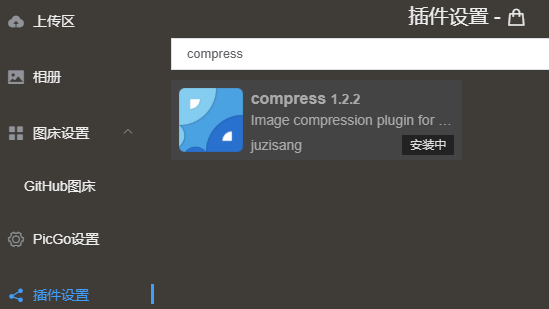 插件设置 -
上传区
compress
相册
compress 1.2.2
Image compression plugin for ...
图床设置
juzisang
安装中
GitHub图床
PicGo设置
插件设置